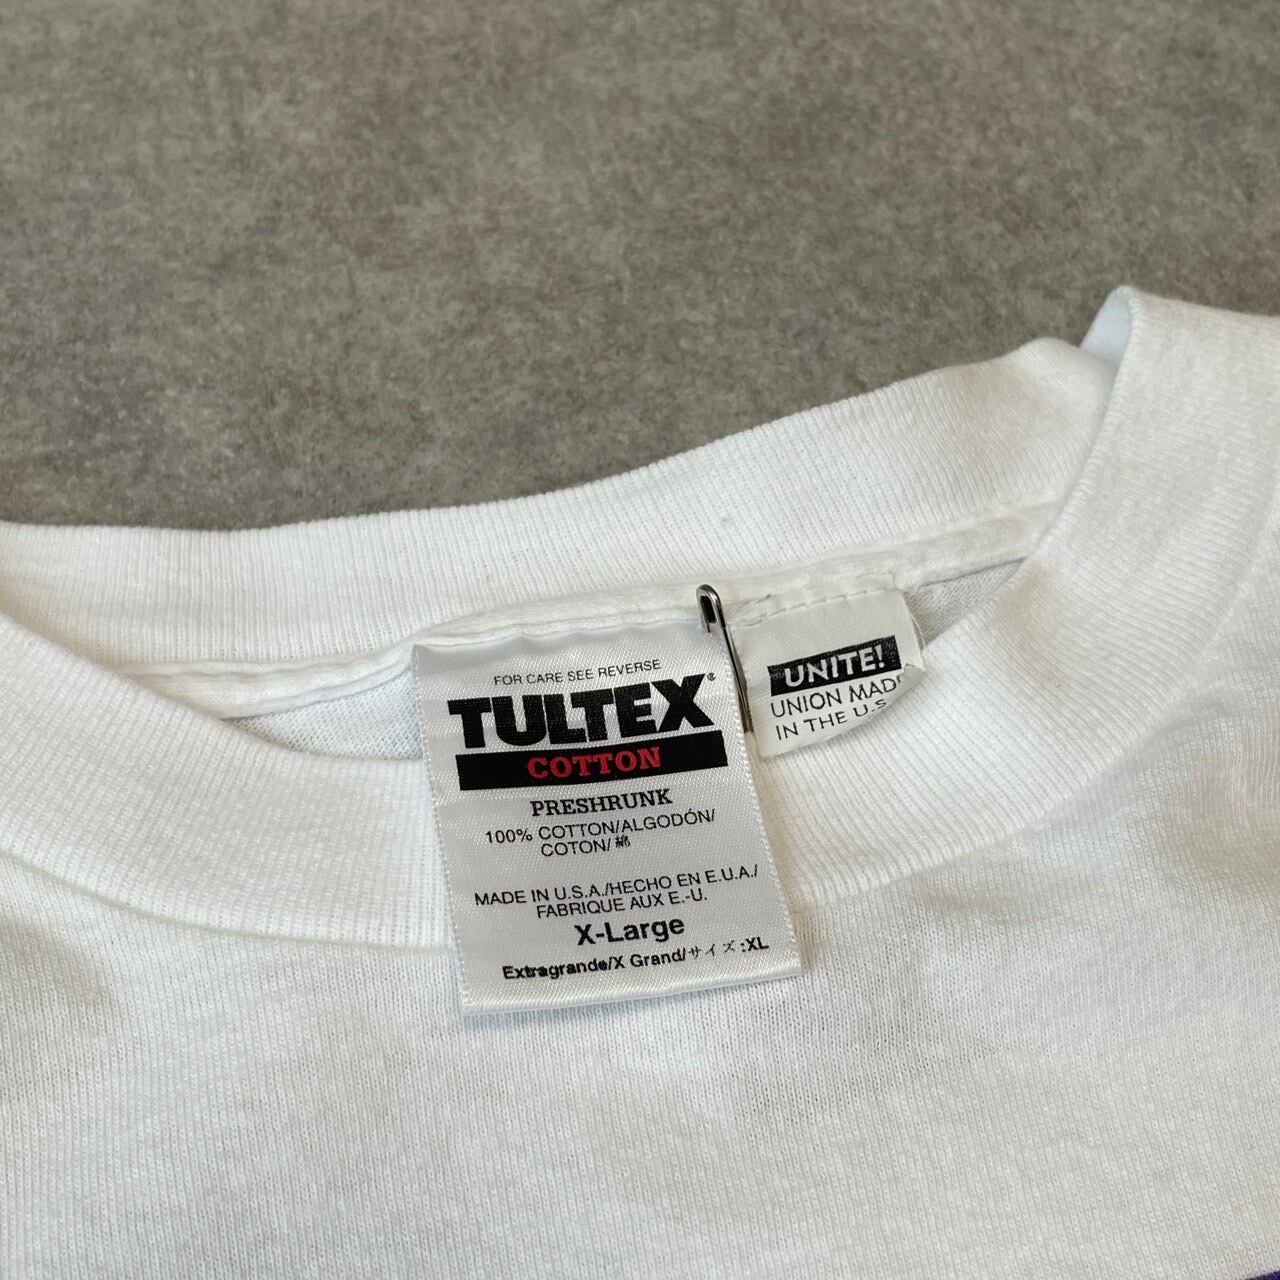 FOR CARE SEE REVERSE
TULTEX®
COTTON
PRESHRUNK
100% COTTON/ALGODÓN/
COTON/綿
MADE IN U.S.A./HECHO EN E.U.A./
FABRIQUE AUX E.-U.
X-Large
Extragrande/X Grand/サイズ:XL
UNITE!
UNION MADE
IN THE U.S.